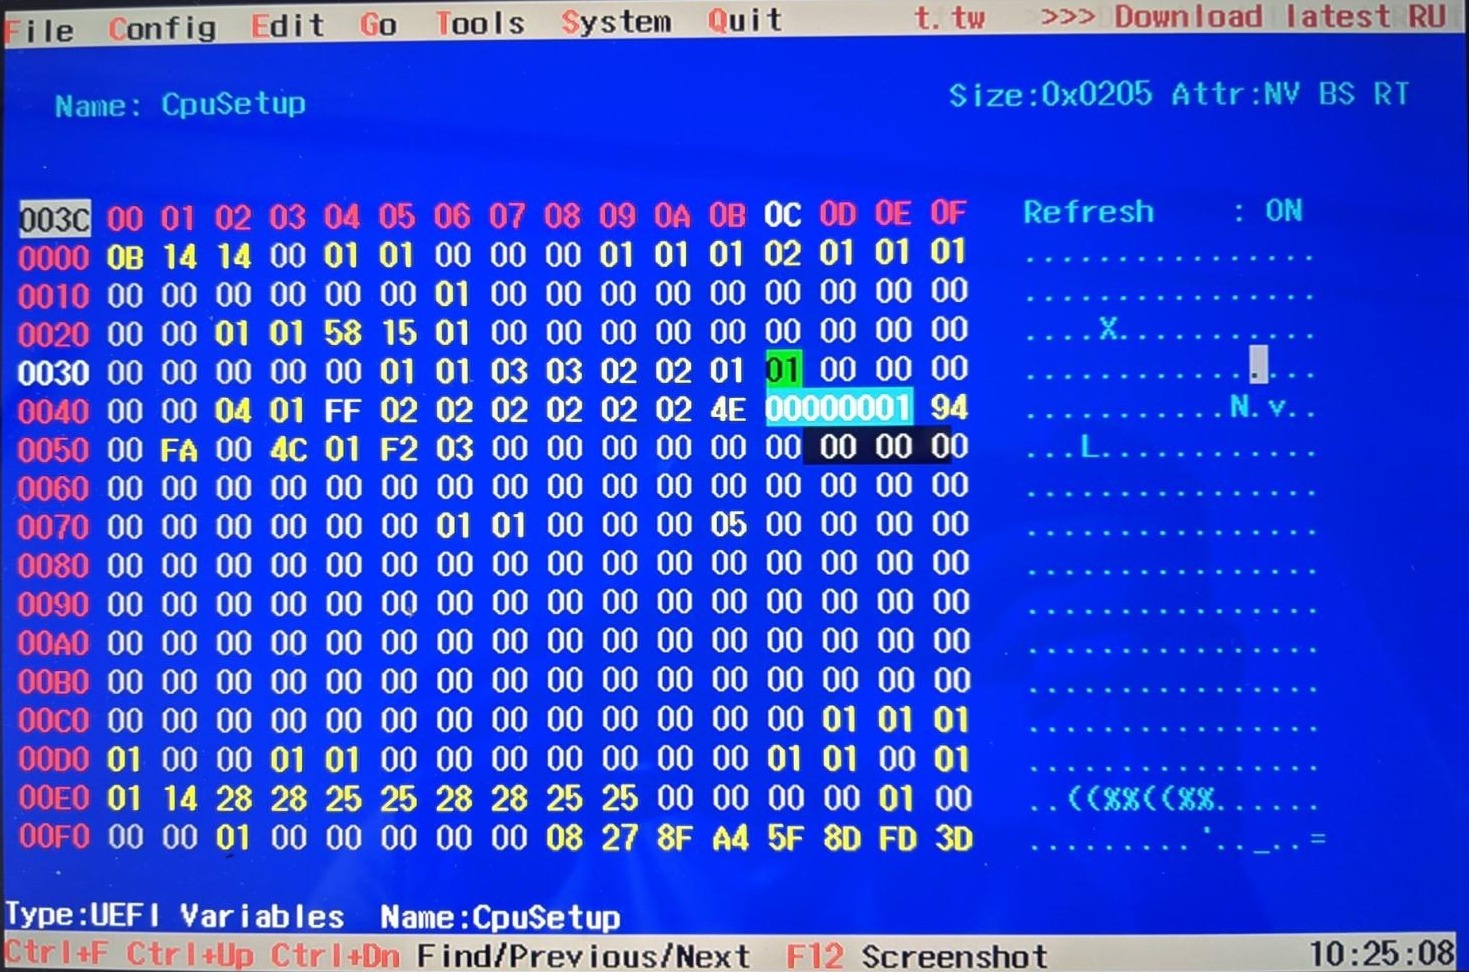 File Config Edit Go Tools System Quit t.tw >>> Download latest RU
Name: CpuSetup Size:0x0205 Attr:NV BS RT
003C 00 01 02 03 04 05 06 07 08 09 0A 0B 0C 0D 0E 0F Refresh : ON
0000 0B 14 14 00 01 01 00 00 00 01 01 01 02 01 01 01 ................
0010 00 00 00 00 00 00 01 00 00 00 00 00 00 00 00 00 ................
0020 00 00 01 01 58 15 01 00 00 00 00 00 00 00 00 00 ....X...........
0030 00 00 00 00 00 01 01 03 03 02 02 01 01 00 00 00 ................
0040 00 00 04 01 FF 02 02 02 02 02 02 4E 00000001 94 ...........N.v..
0050 00 FA 00 4C 01 F2 03 00 00 00 00 00 00 00 00 00 ...L............
0060 00 00 00 00 00 00 00 00 00 00 00 00 00 00 00 00 ................
0070 00 00 00 00 00 00 01 01 00 00 00 05 00 00 00 00 ................
0080 00 00 00 00 00 00 00 00 00 00 00 00 00 00 00 00 ................
0090 00 00 00 00 00 00 00 00 00 00 00 00 00 00 00 00 ................
00A0 00 00 00 00 00 00 00 00 00 00 00 00 00 00 00 00 ................
00B0 00 00 00 00 00 00 00 00 00 00 00 00 00 00 00 00 ................
00C0 00 00 00 00 00 00 00 00 00 00 00 00 00 01 01 01 ................
00D0 01 00 00 01 01 00 00 00 00 00 00 00 01 01 00 01 ................
00E0 01 14 28 28 25 25 28 28 25 25 00 00 00 00 01 00 ..((%%((%%......
00F0 00 00 01 00 00 00 00 00 08 27 8F A4 5F 8D FD 3D .........'.._..=
Type:UEFI Variables Name:CpuSetup
Ctrl+F Ctrl+Up Ctrl+Dn Find/Previous/Next F12 Screenshot 10:25:08